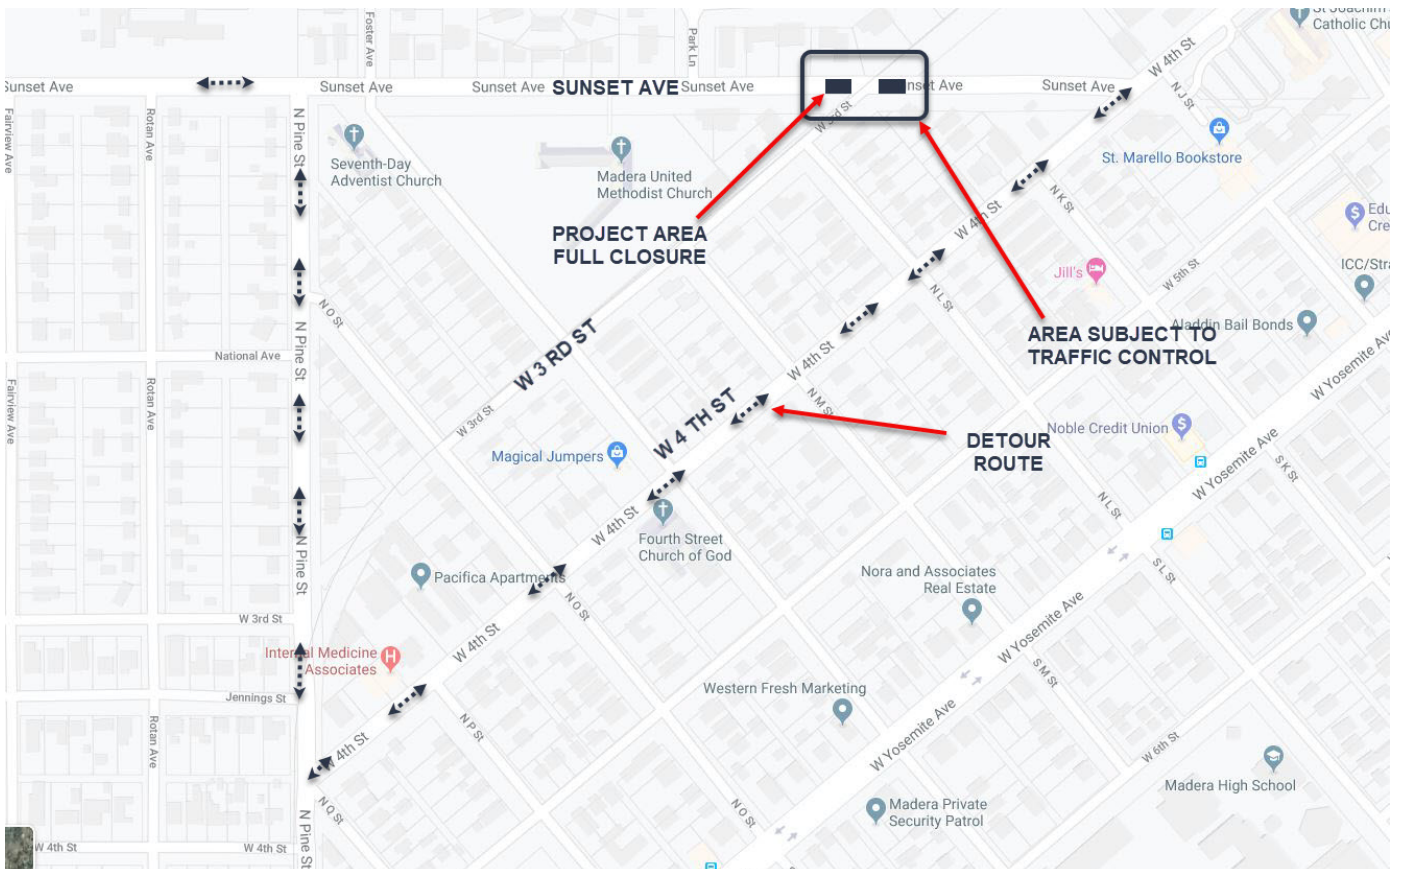 St Joachim
Catholic Chu
W 4th St
Foster Ave
Park Ln
Sunset Ave
Sunset Ave
Sunset Ave
SUNSET AVE
Sunset Ave
nset Ave
Sunset Ave
N J St
Fairview Ave
Rotan Ave
N Pine St
W 3rd St
Seventh-Day
Adventist Church
Madera United
Methodist Church
St. Marello Bookstore
N K St
W 4th St
Edu
Cre
PROJECT AREA
FULL CLOSURE
Jill's
W 5th St
ICC/Stra
N L St
N O St
AREA SUBJECT TO
TRAFFIC CONTROL
Aladdin Bail Bonds
W Yosemite Ave
National Ave
N Pine St
W 3 RD ST
W 4th St
Fairview Ave
Rotan Ave
W 3rd St
W 4 TH ST
N M St
DETOUR
ROUTE
Noble Credit Union
Magical Jumpers
W Yosemite Ave
S K St
N L St
W 4th St
Fourth Street
Church of God
N Pine St
Pacifica Apartments
Nora and Associates
Real Estate
S L St
N O St
W 3rd St
W Yosemite Ave
W 4th St
Internal Medicine
Associates
S M St
Jennings St
Western Fresh Marketing
Rotan Ave
N P St
W Yosemite Ave
W 6th St
4th St
Madera High School
N Q St
N Pine St
N O St
Madera Private
Security Patrol
W 4th St
W 4th St